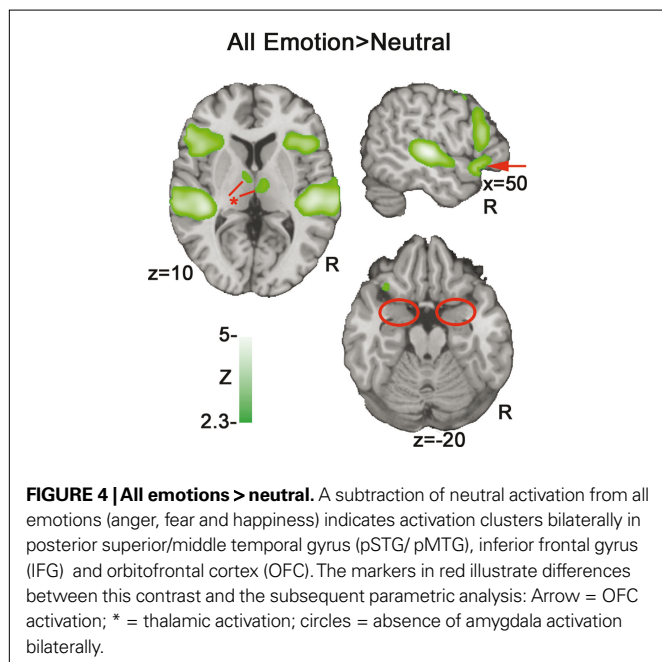 All Emotion>Neutral
x=50
R
R
z=10
5-
Z
2.3-
*
R
z=-20
FIGURE 4 | All emotions > neutral. A subtraction of neutral activation from all
emotions (anger, fear and happiness) indicates activation clusters bilaterally in
posterior superior/middle temporal gyrus (pSTG/ pMTG), inferior frontal gyrus
(IFG) and orbitofrontal cortex (OFC). The markers in red illustrate differences
between this contrast and the subsequent parametric analysis: Arrow = OFC
activation; * = thalamic activation; circles = absence of amygdala activation
bilaterally.